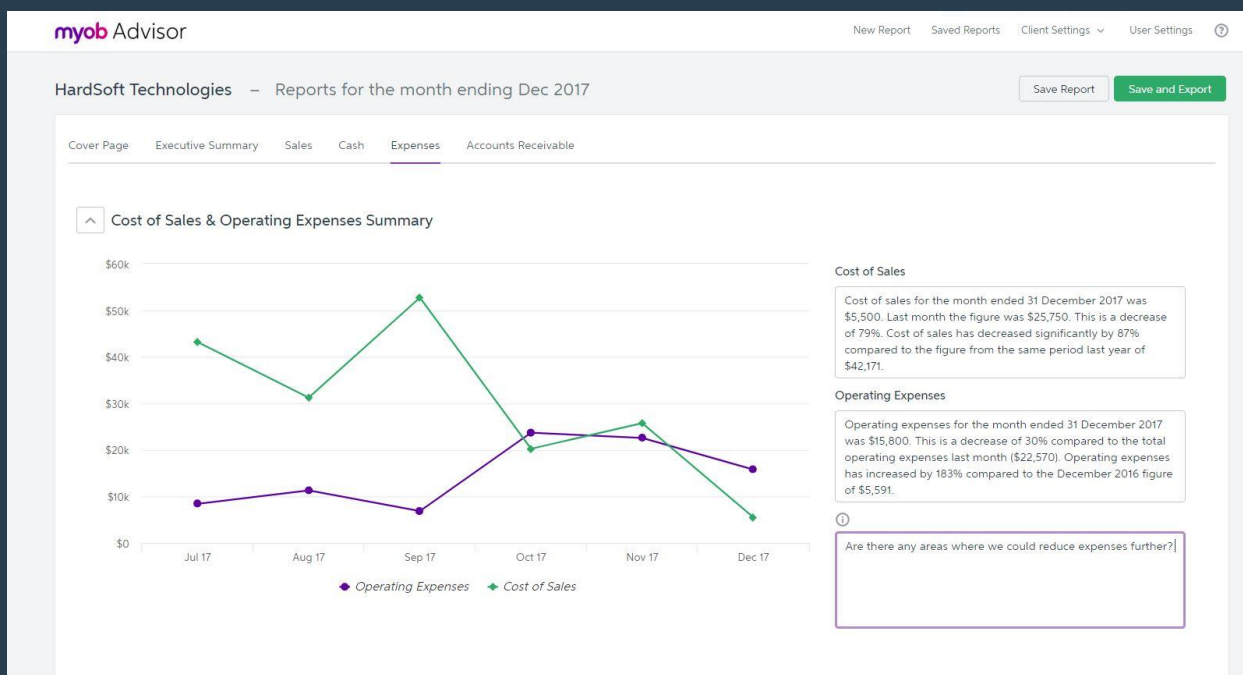 myob Advisor
New Report Saved Reports Client Settings User Settings ?
HardSoft Technologies – Reports for the month ending Dec 2017
Save Report Save and Export
Cover Page Executive Summary Sales Cash Expenses Accounts Receivable
Cost of Sales & Operating Expenses Summary
$60k
$50k
$40k
$30k
$20k
$10k
$0
Jul 17 Aug 17 Sep 17 Oct 17 Nov 17 Dec 17
Operating Expenses Cost of Sales
Cost of Sales
Cost of sales for the month ended 31 December 2017 was
$5,500. Last month the figure was $25,750. This is a decrease
of 79%. Cost of sales has decreased significantly by 87%
compared to the figure from the same period last year of
$42,171.
Operating Expenses
Operating expenses for the month ended 31 December 2017
was $15,800. This is a decrease of 30% compared to the total
operating expenses last month ($22,570). Operating expenses
has increased by 183% compared to the December 2016 figure
of $5,591.
i
Are there any areas where we could reduce expenses further?